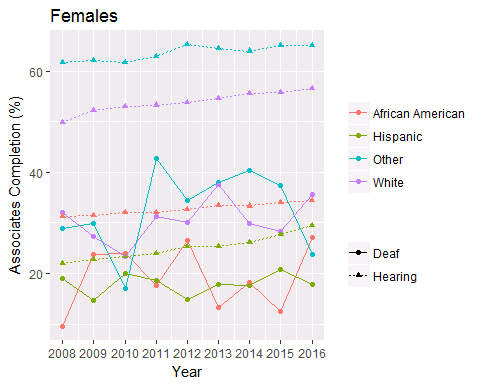 Females
Associates Completion (%)
60
40
20
2008 2009 2010 2011 2012 2013 2014 2015 2016
Year
African American
Hispanic
Other
White
Deaf
Hearing